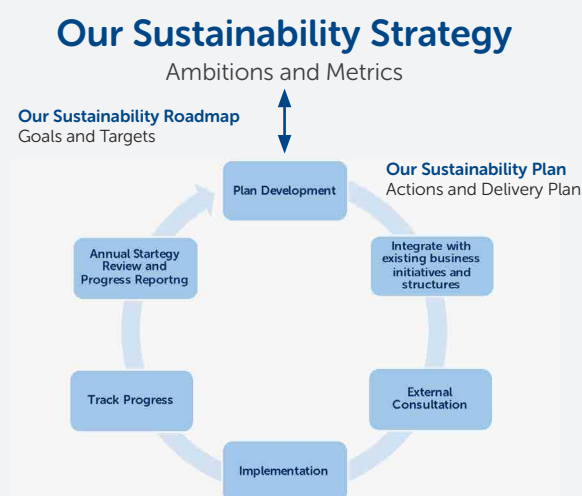 Our Sustainability Strategy
Ambitions and Metrics
Our Sustainability Roadmap
Goals and Targets
Our Sustainability Plan
Actions and Delivery Plan
Plan Development
Integrate with
existing business
initiatives and
structures
External
Consultation
Implementation
Track Progress
Annual Startegy
Review and
Progress Reportng